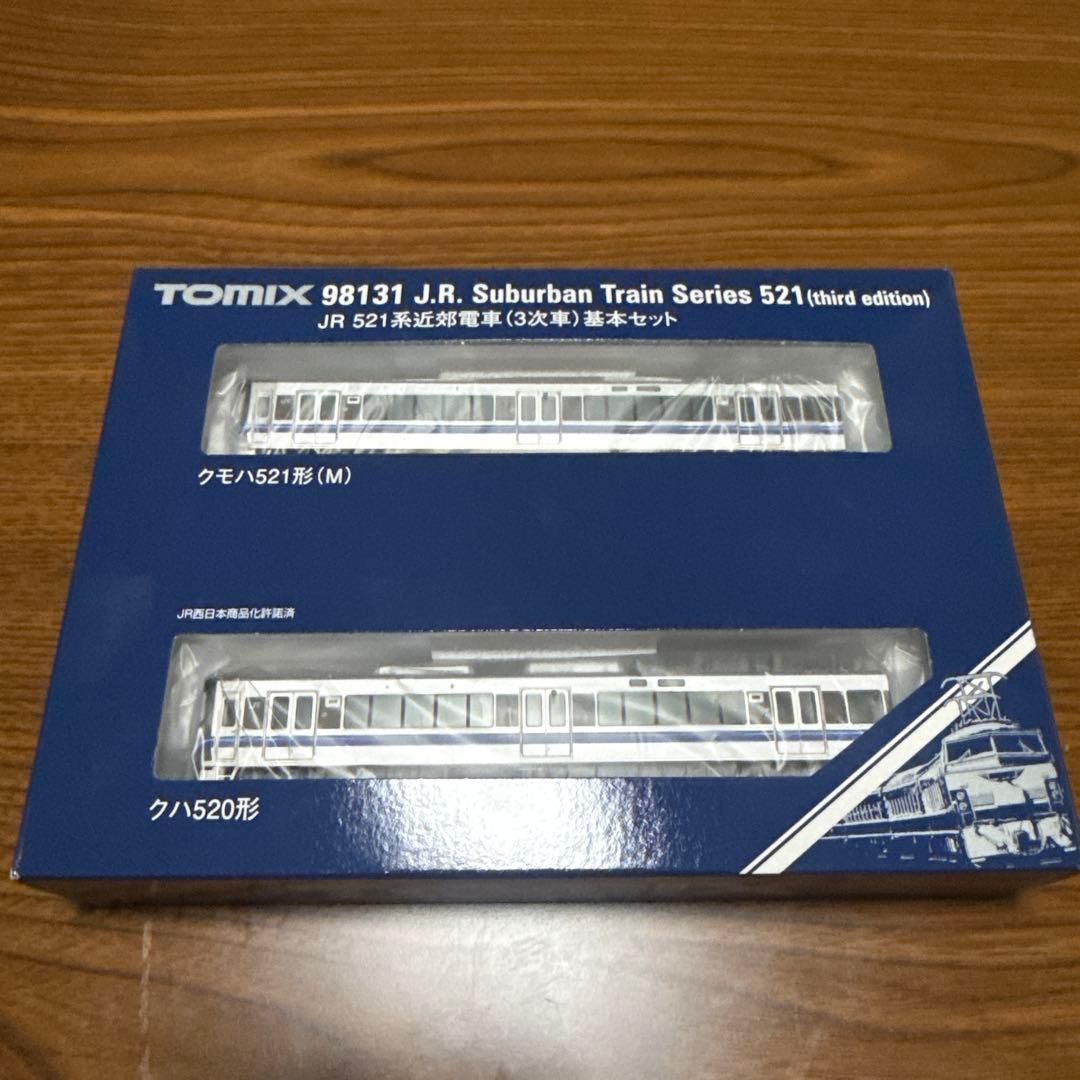 TOMIX 98131 J.R. Suburban Train Series 521 (third edition)
JR 521系近郊電車(3次車)基本セット
クモハ521形(M)
JR西日本商品化許諾済
クハ520形